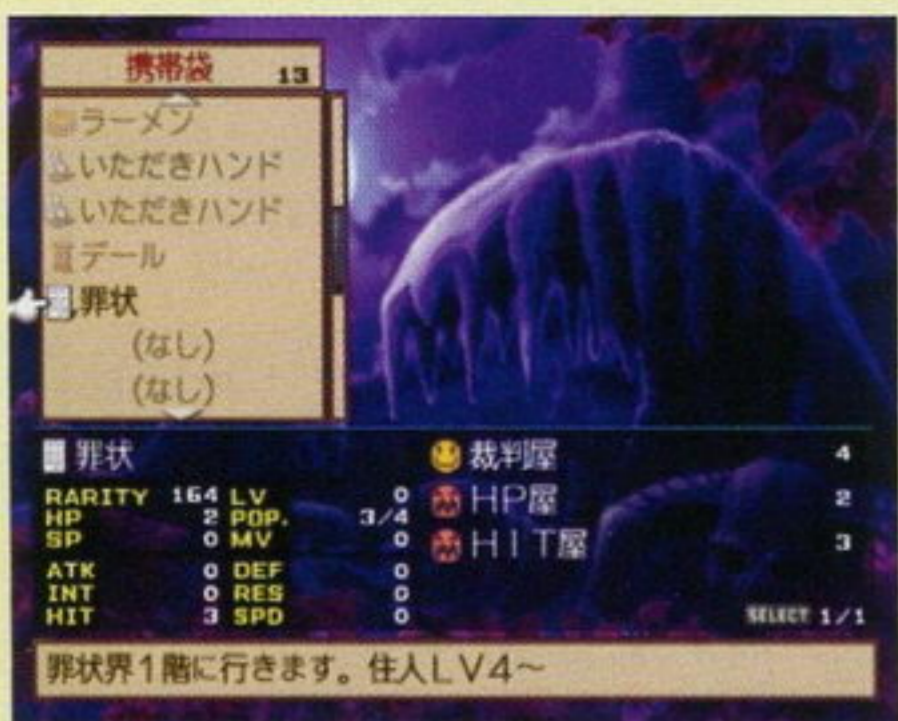 携帯袋 13
ラーメン
いただきハンド
いただきハンド
デール
罪状
(なし)
(なし)
罪状
RARITY 164 LV 0
HP 2 POP. 3/4
SP 0 MV 0
ATK 0 DEF 0
INT 0 RES 0
HIT 3 SPD 0
裁判屋 4
HP屋 2
HIT屋 3
SELECT 1/1
罪状界1階に行きます。住人LV4～